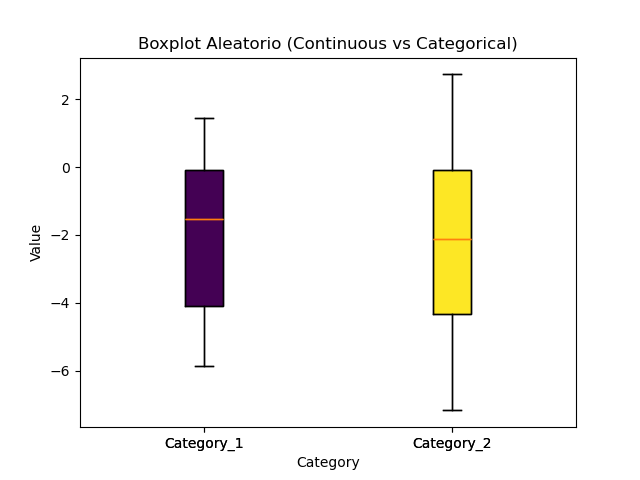 Boxplot Aleatorio (Continuous vs Categorical)
2
0
−2
−4
−6
Value
Category_1 Category_2
Category